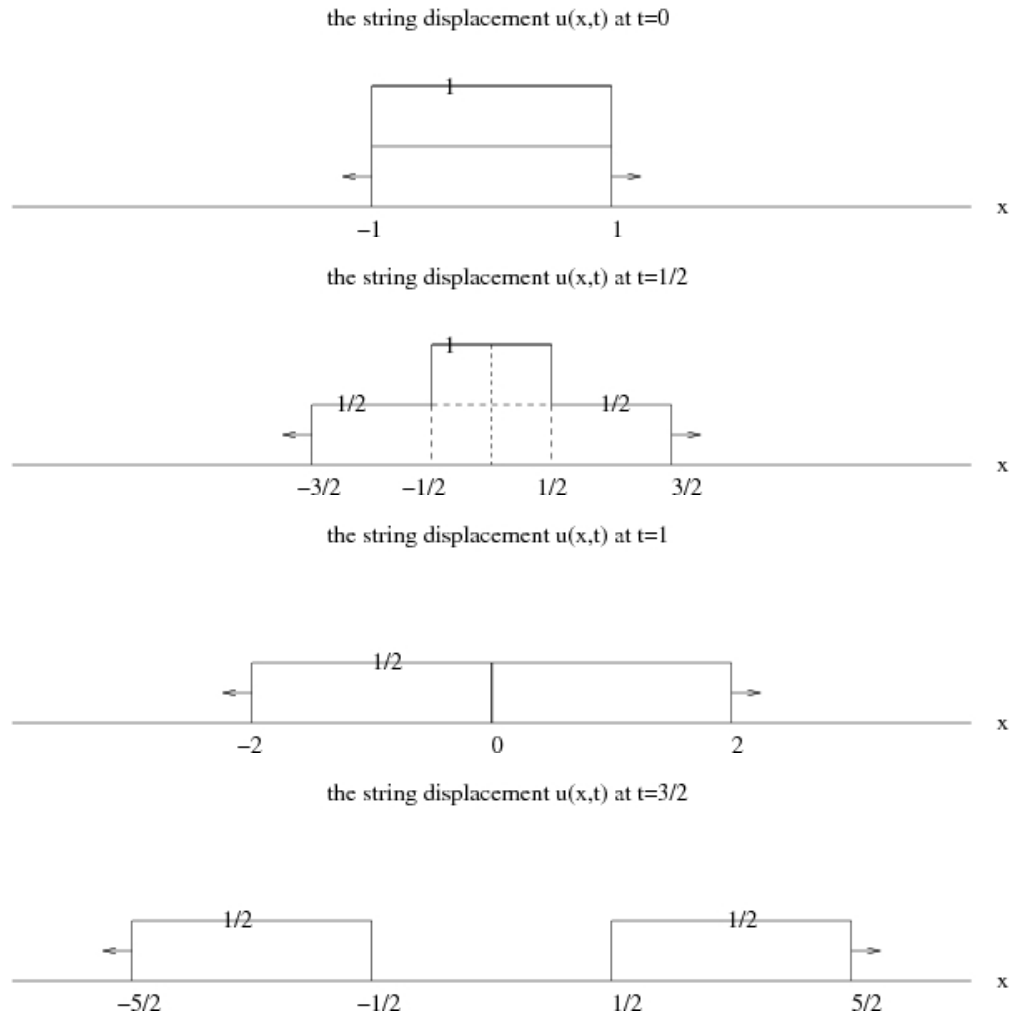 the string displacement u(x,t) at t=0
1
x
−1 1
the string displacement u(x,t) at t=1/2
1
1/2 1/2
x
−3/2 −1/2 1/2 3/2
the string displacement u(x,t) at t=1
1/2
x
−2 0 2
the string displacement u(x,t) at t=3/2
1/2 1/2
x
−5/2 −1/2 1/2 5/2